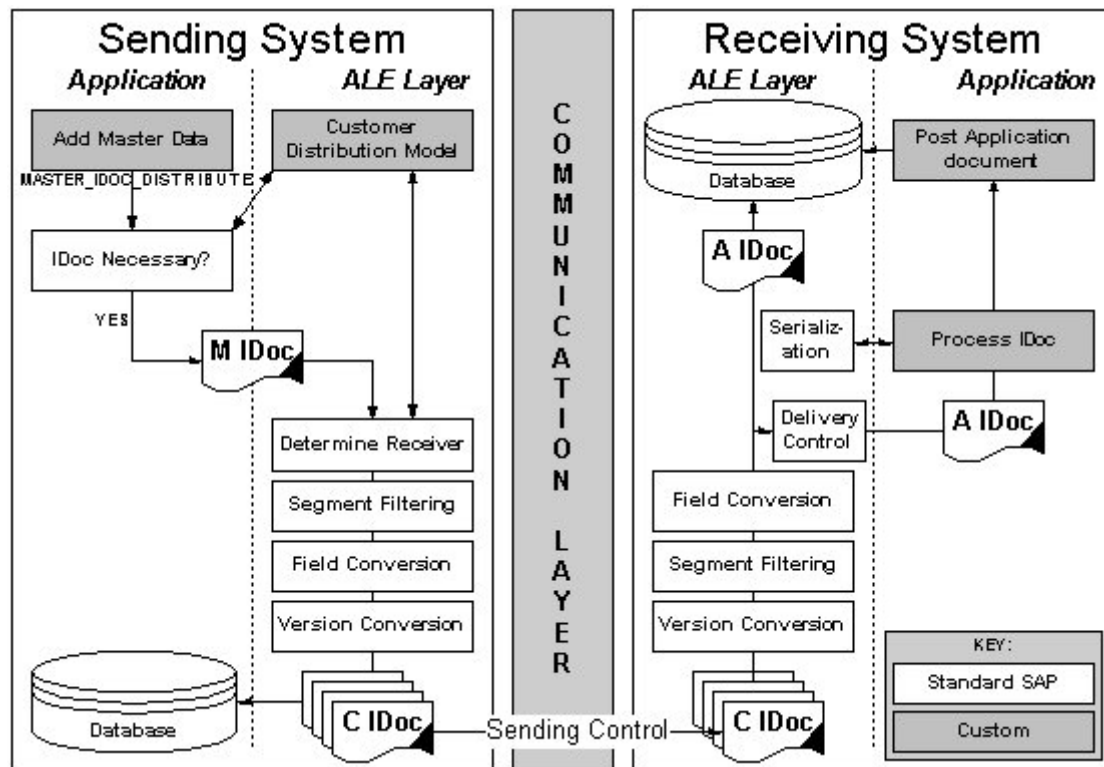 Sending System
Application
ALE Layer
Add Master Data
Customer
Distribution Model
MASTER_IDOC_DISTRIBUTE
IDoc Necessary?
YES
M IDoc
Determine Receiver
Segment Filtering
Field Conversion
Version Conversion
Database
C IDoc
COMMUNICATION LAYER
Sending Control
Receiving System
ALE Layer
Application
Database
Post Application
document
A IDoc
Serializ-
ation
Process IDoc
Delivery
Control
A IDoc
Field Conversion
Segment Filtering
Version Conversion
C IDoc
KEY:
Standard SAP
Custom